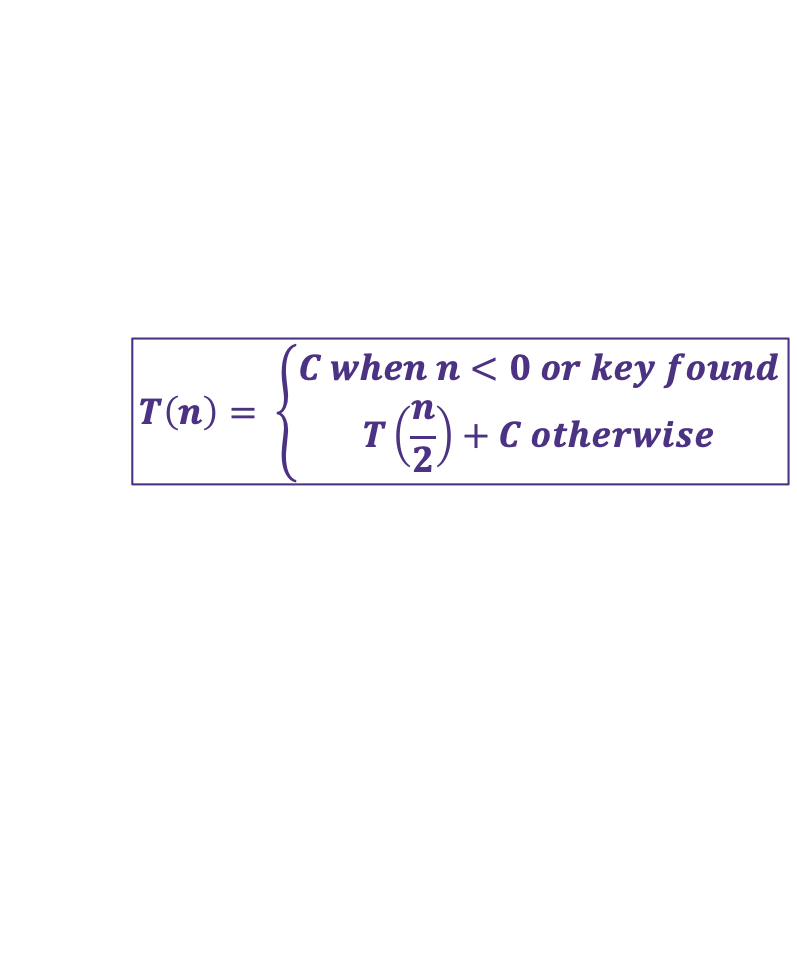 T(n) = { C when n < 0 or key found
T(n/2) + C otherwise